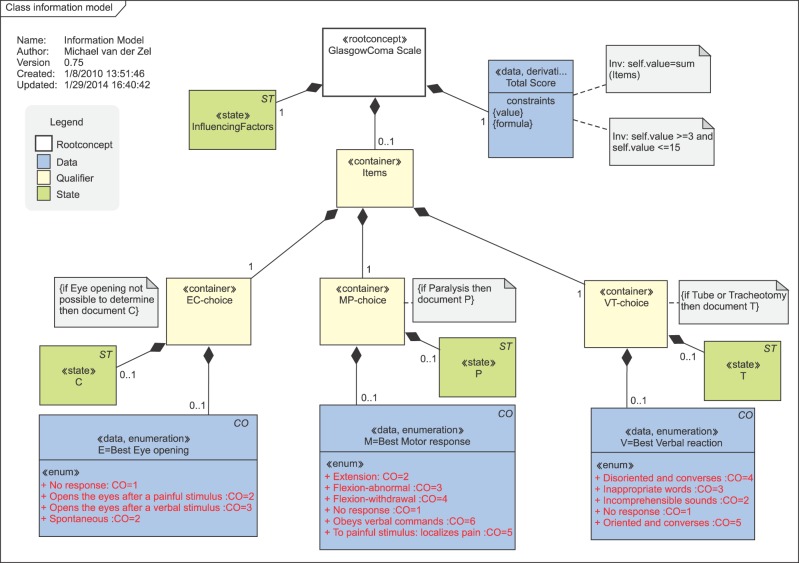 Class information model
Name: Information Model
Author: Michael van der Zel
Version 0.75
Created: 1/8/2010 13:51:46
Updated: 1/29/2014 16:40:42
Legend
Rootconcept
Data
Qualifier
State
«rootconcept»
GlasgowComa Scale
ST
«state»
InfluencingFactors
1
0..1
1
«data, derivati...
Total Score
constraints
{value}
{formula}
Inv: self.value=sum
(Items)
Inv: self.value >=3 and
self.value <=15
«container»
Items
1
1
1
{if Eye opening not
possible to determine
then document C}
«container»
EC-choice
«container»
MP-choice
{if Paralysis then
document P}
«container»
VT-choice
{if Tube or Tracheotomy
then document T}
ST
«state»
C
0..1
0..1
ST
«state»
P
0..1
0..1
ST
«state»
T
0..1
0..1
CO
«data, enumeration»
E=Best Eye opening
«enum»
+ No response: CO=1
+ Opens the eyes after a painful stimulus :CO=2
+ Opens the eyes after a verbal stimulus :CO=3
+ Spontaneous :CO=2
CO
«data, enumeration»
M=Best Motor response
«enum»
+ Extension: CO=2
+ Flexion-abnormal :CO=3
+ Flexion-withdrawal :CO=4
+ No response :CO=1
+ Obeys verbal commands :CO=6
+ To painful stimulus: localizes pain :CO=5
CO
«data, enumeration»
V=Best Verbal reaction
«enum»
+ Disoriented and converses :CO=4
+ Inappropriate words :CO=3
+ Incomprehensible sounds :CO=2
+ No response :CO=1
+ Oriented and converses :CO=5